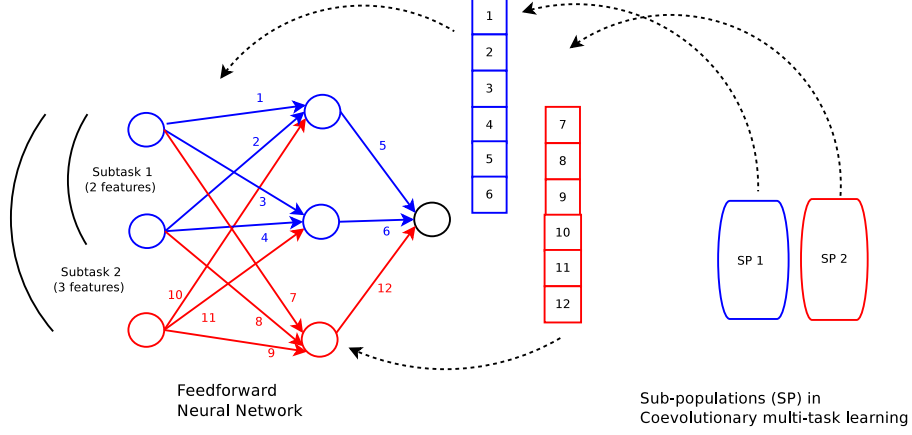 1
2
3
4
5
6
7
8
9
10
11
12
1
2
3
4
5
6
7
8
9
10
11
12
Subtask 1
(2 features)
Subtask 2
(3 features)
SP 1
SP 2
Feedforward
Neural Network
Sub-populations (SP) in
Coevolutionary multi-task learning